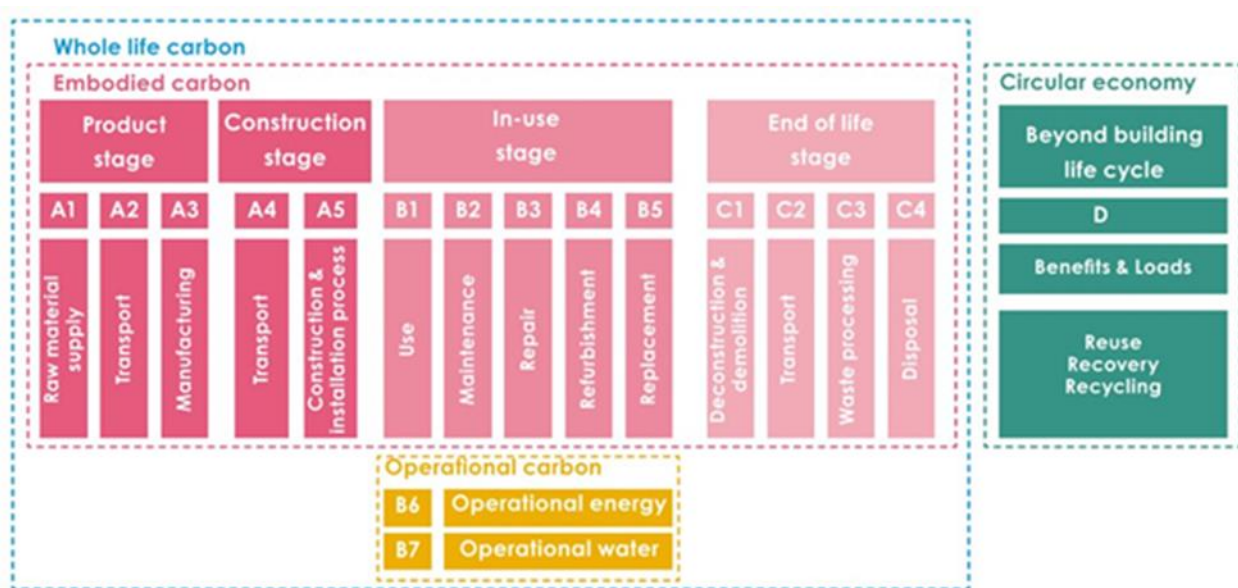 Whole life carbon
Embodied carbon
Product
stage
Construction
stage
In-use
stage
End of life
stage
A1
A2
A3
A4
A5
B1
B2
B3
B4
B5
C1
C2
C3
C4
Raw material
supply
Transport
Manufacturing
Transport
Construction &
installation process
Use
Maintenance
Repair
Refurbishment
Replacement
Deconstruction &
demolition
Transport
Waste processing
Disposal
Operational carbon
B6
Operational energy
B7
Operational water
Circular economy
Beyond building
life cycle
D
Benefits & Loads
Reuse
Recovery
Recycling